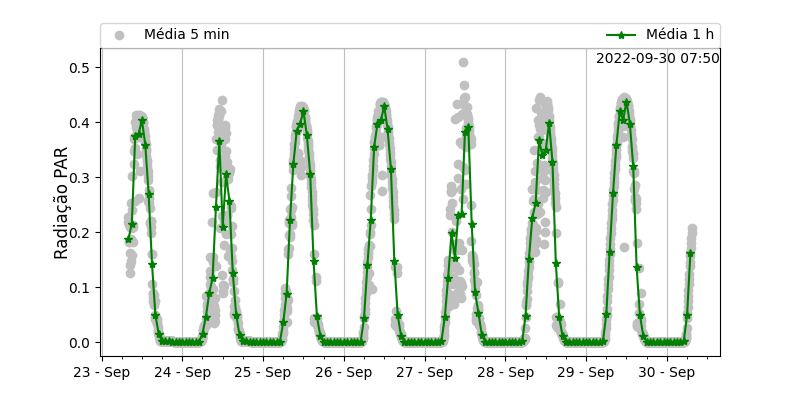 Média 5 min
Média 1 h
2022-09-30 07:50
Radiação PAR
0.5
0.4
0.3
0.2
0.1
0.0
23 - Sep
24 - Sep
25 - Sep
26 - Sep
27 - Sep
28 - Sep
29 - Sep
30 - Sep